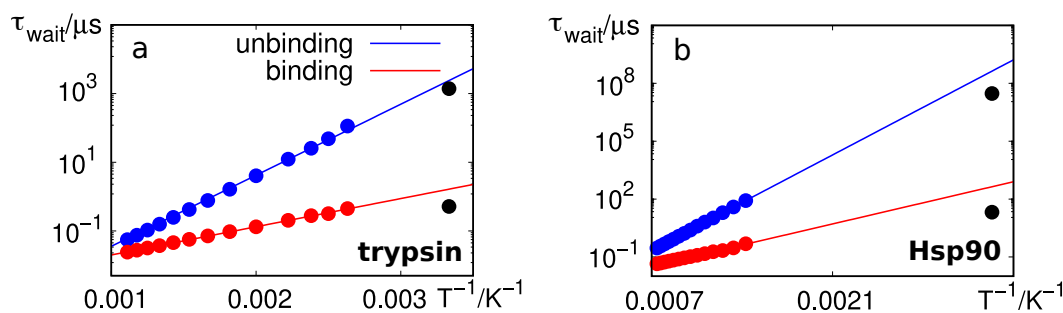 τwait/μs
a
unbinding
binding
10³
10¹
10⁻¹
trypsin
0.001
0.002
0.003
T⁻¹/K⁻¹
τwait/μs
b
10⁸
10⁵
10²
10⁻¹
Hsp90
0.0007
0.0021
T⁻¹/K⁻¹